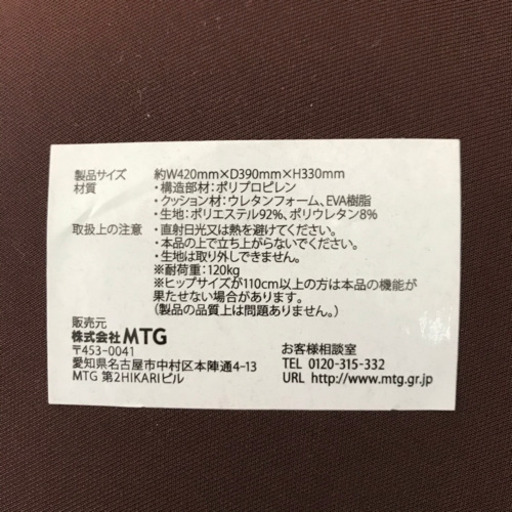 製品サイズ 約W420mm×D390mm×H330mm
材質 ・構造部材：ポリプロピレン
・クッション材：ウレタンフォーム、EVA樹脂
・生地：ポリエステル92%、ポリウレタン8%
取扱上の注意 ・直射日光又は熱を避けてください。
・本品の上で立ち上がらないでください。
・生地は取り外しできません。
※耐荷重：120kg
※ヒップサイズが110cm以上の方は本品の機能が
果たせない場合があります。
（製品の品質上は問題ありません。）
販売元
株式会社MTG
〒453-0041
愛知県名古屋市中村区本陣通4-13
MTG 第2HIKARIビル
お客様相談室
TEL 0120-315-332
URL http://www.mtg.gr.jp